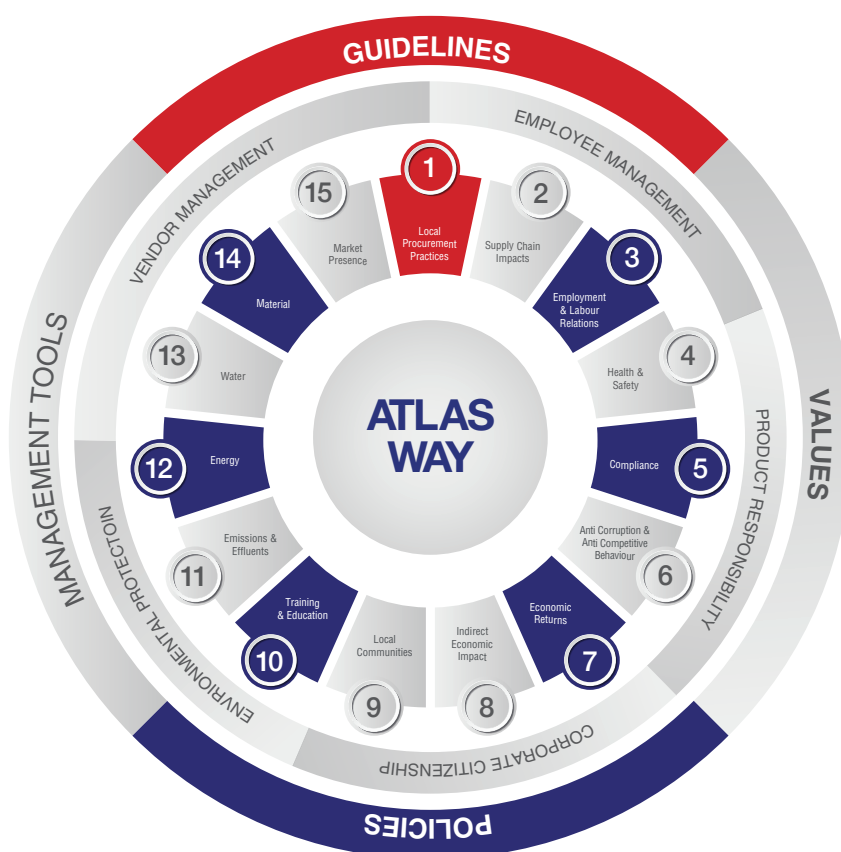 GUIDELINES
VENDOR MANAGEMENT
EMPLOYEE MANAGEMENT
MANAGEMENT TOOLS
VALUES
PRODUCT RESPONSIBILITY
ENVRIONMENTAL PROTECTOIN
CORPORATE CITIZENSHIP
POLICIES
ATLAS
WAY
1
Local
Procurement
Practices
2
Supply Chain
Impacts
3
Employment
& Labour
Relations
4
Health &
Safety
5
Compliance
6
Anti Corruption &
Anti Competitive
Behaviour
7
Economic
Returns
8
Indirect
Economic
Impact
9
Local
Communities
10
Training
& Education
11
Emissions &
Effluents
12
Energy
13
Water
14
Material
15
Market
Presence